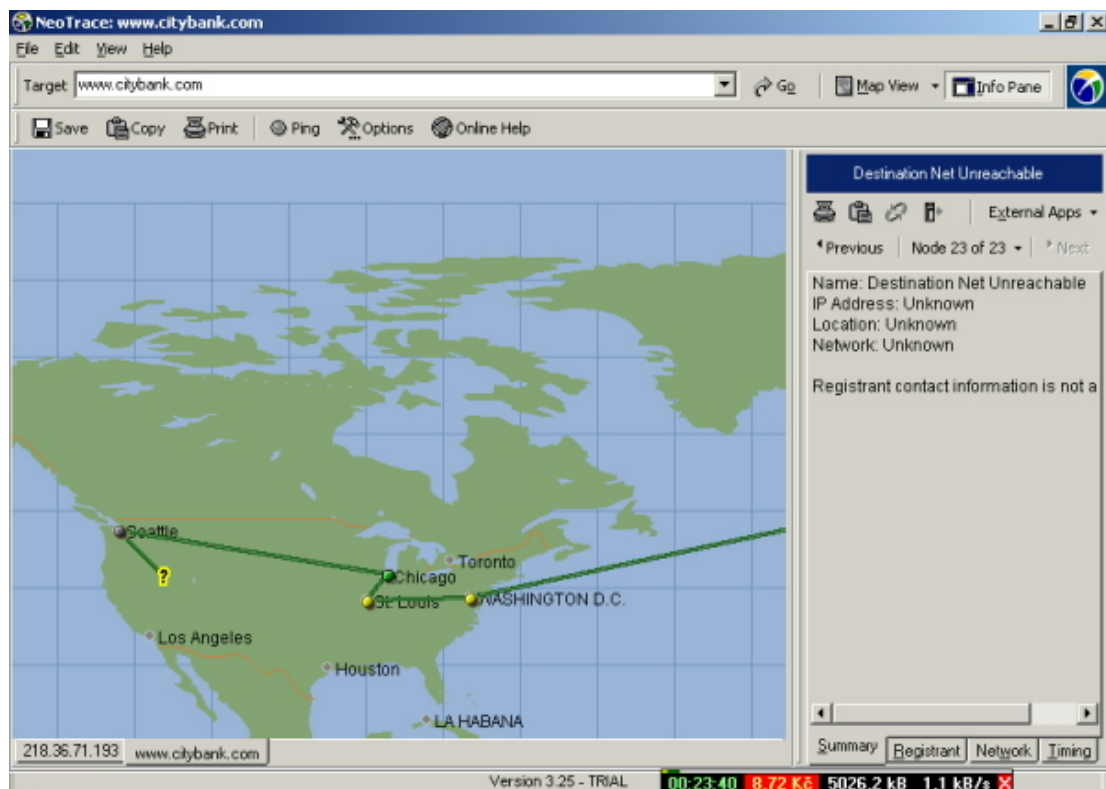 NeoTrace: www.citybank.com
File Edit View Help
Target www.citybank.com Go Map View Info Pane
Save Copy Print Ping Options Online Help
Destination Net Unreachable
External Apps
Previous Node 23 of 23 Next
Name: Destination Net Unreachable
IP Address: Unknown
Location: Unknown
Network: Unknown
Registrant contact information is not a
Seattle
?
Toronto
Chicago
St. Louis
WASHINGTON D.C.
Los Angeles
Houston
LA HABANA
218.36.71.193 www.citybank.com
Summary Registrant Network Timing
Version 3.25 - TRIAL 00:23:40 8.72 Kč 5026.2 kB 1.1 kB/s